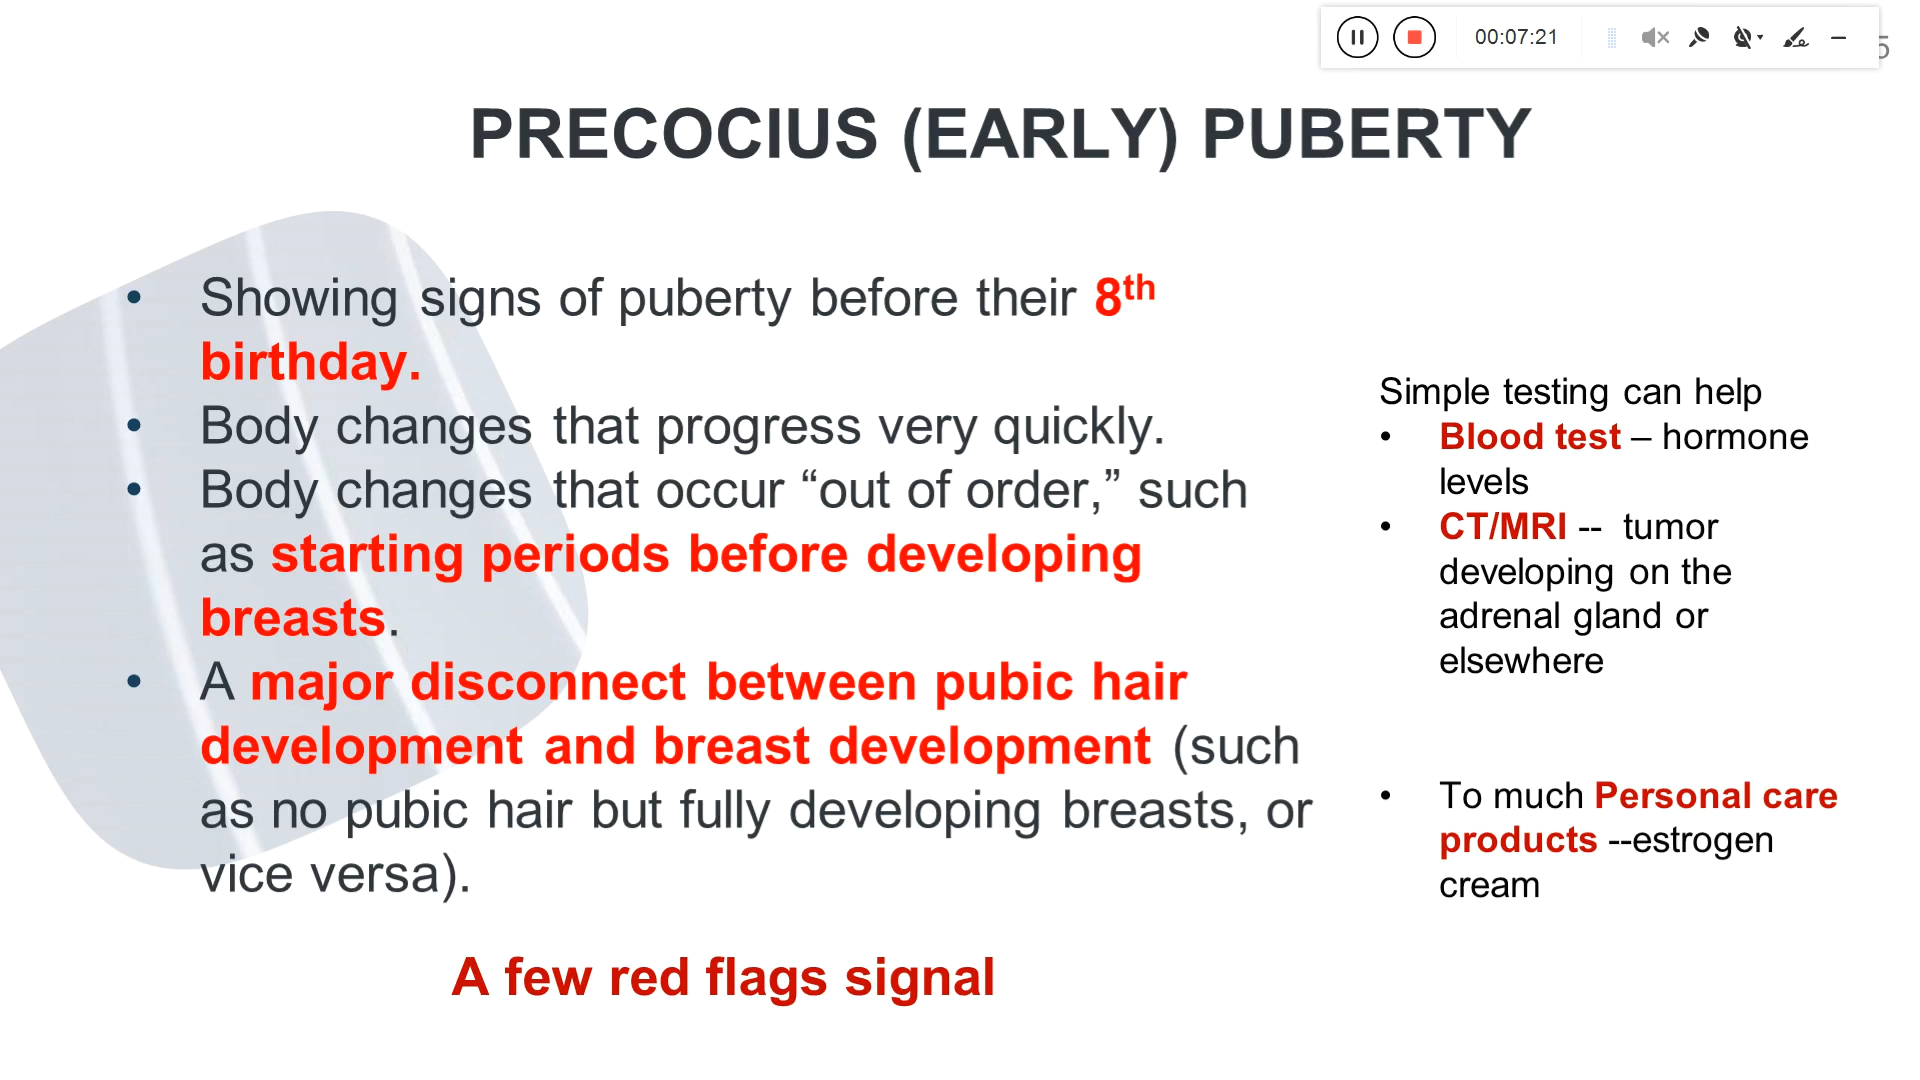 00:07:21
5
PRECOCIUS (EARLY) PUBERTY
• Showing signs of puberty before their 8th
birthday.
• Body changes that progress very quickly.
• Body changes that occur “out of order,” such
as starting periods before developing
breasts.
• A major disconnect between pubic hair
development and breast development (such
as no pubic hair but fully developing breasts, or
vice versa).
A few red flags signal
Simple testing can help
• Blood test – hormone
levels
• CT/MRI -- tumor
developing on the
adrenal gland or
elsewhere
• To much Personal care
products --estrogen
cream